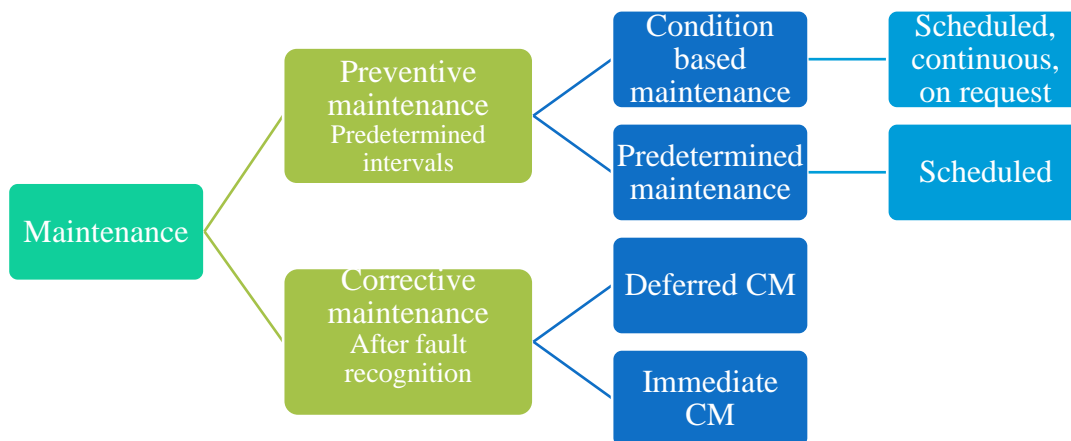 Maintenance
Preventive
maintenance
Predetermined
intervals
Corrective
maintenance
After fault
recognition
Condition
based
maintenance
Predetermined
maintenance
Deferred CM
Immediate
CM
Scheduled,
continuous,
on request
Scheduled